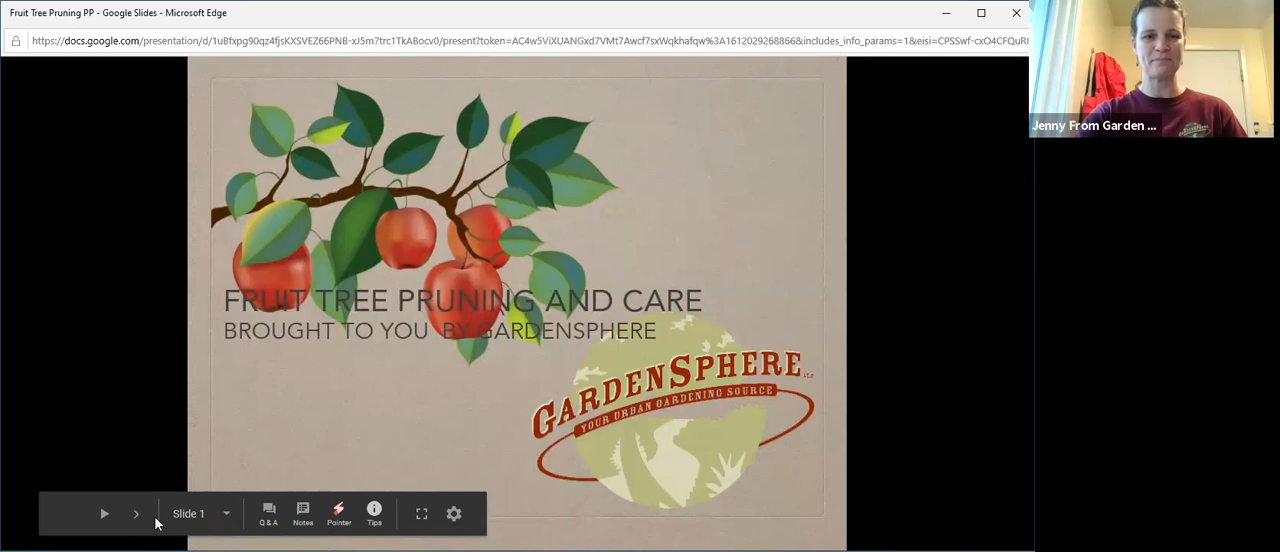 Fruit Tree Pruning PP - Google Slides - Microsoft Edge
https://docs.google.com/presentation/d/1uBfxpg90qz4fjsKXSVEZ66PNB-xJ5m7trc1TkABocv0/present?token=AC4w5ViXUANGxd7VMt7Awcf7sxWqkhafqw%3A1612029268866&includes_info_params=1&eisi=CPSSwf-cxO4CFQuRl
Jenny From Garden ...
FRUIT TREE PRUNING AND CARE
BROUGHT TO YOU BY GARDENSPHERE
GARDENSPHERE LLC
YOUR URBAN GARDENING SOURCE
Slide 1
Q & A
Notes
Pointer
Tips